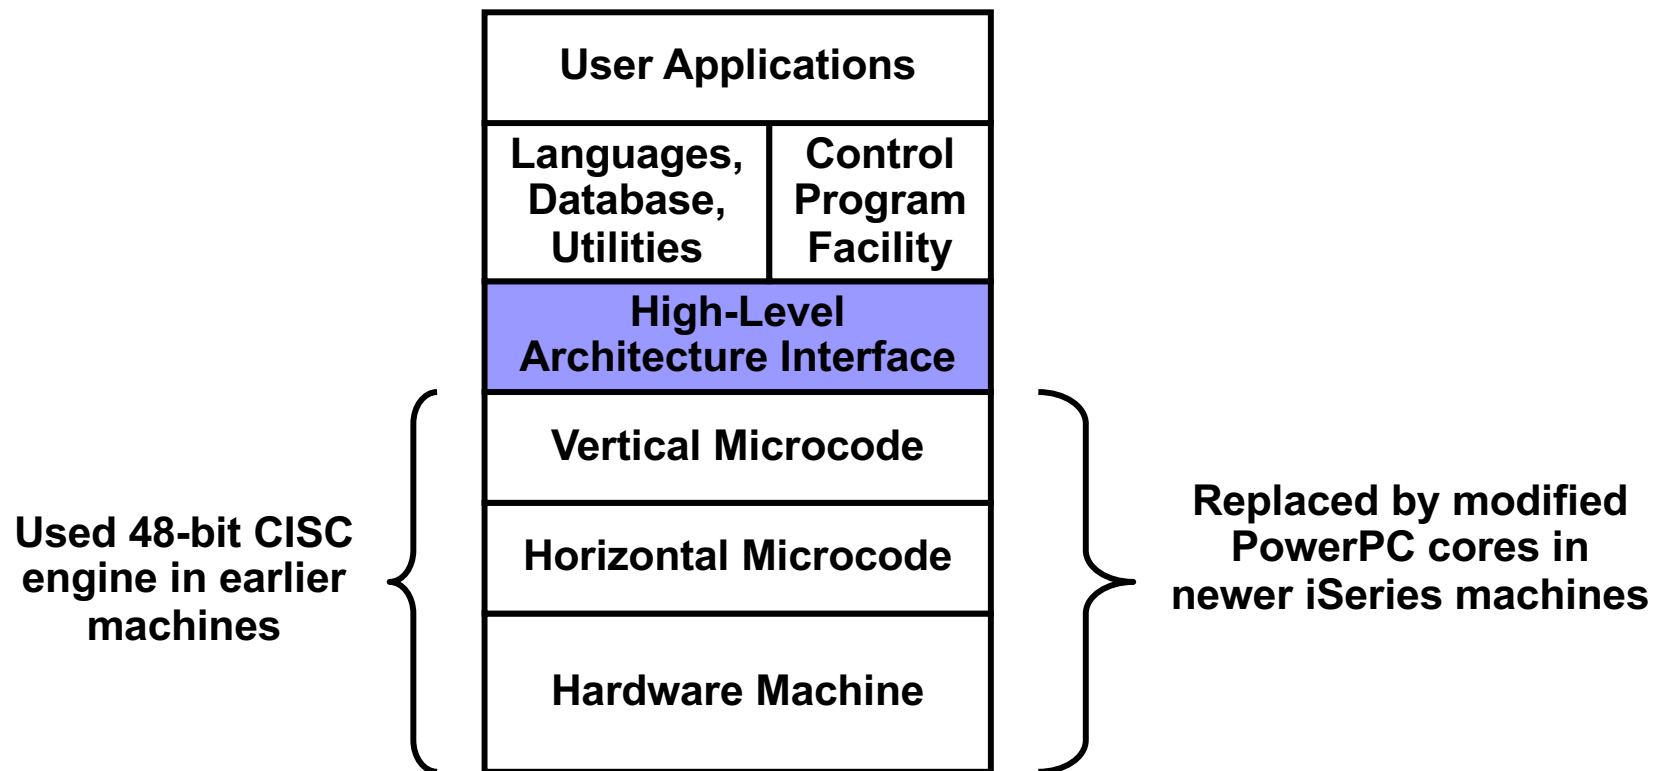 User Applications
Languages,
Database,
Utilities
Control
Program
Facility
High-Level
Architecture Interface
Vertical Microcode
Horizontal Microcode
Hardware Machine
Used 48-bit CISC
engine in earlier
machines
Replaced by modified
PowerPC cores in
newer iSeries machines